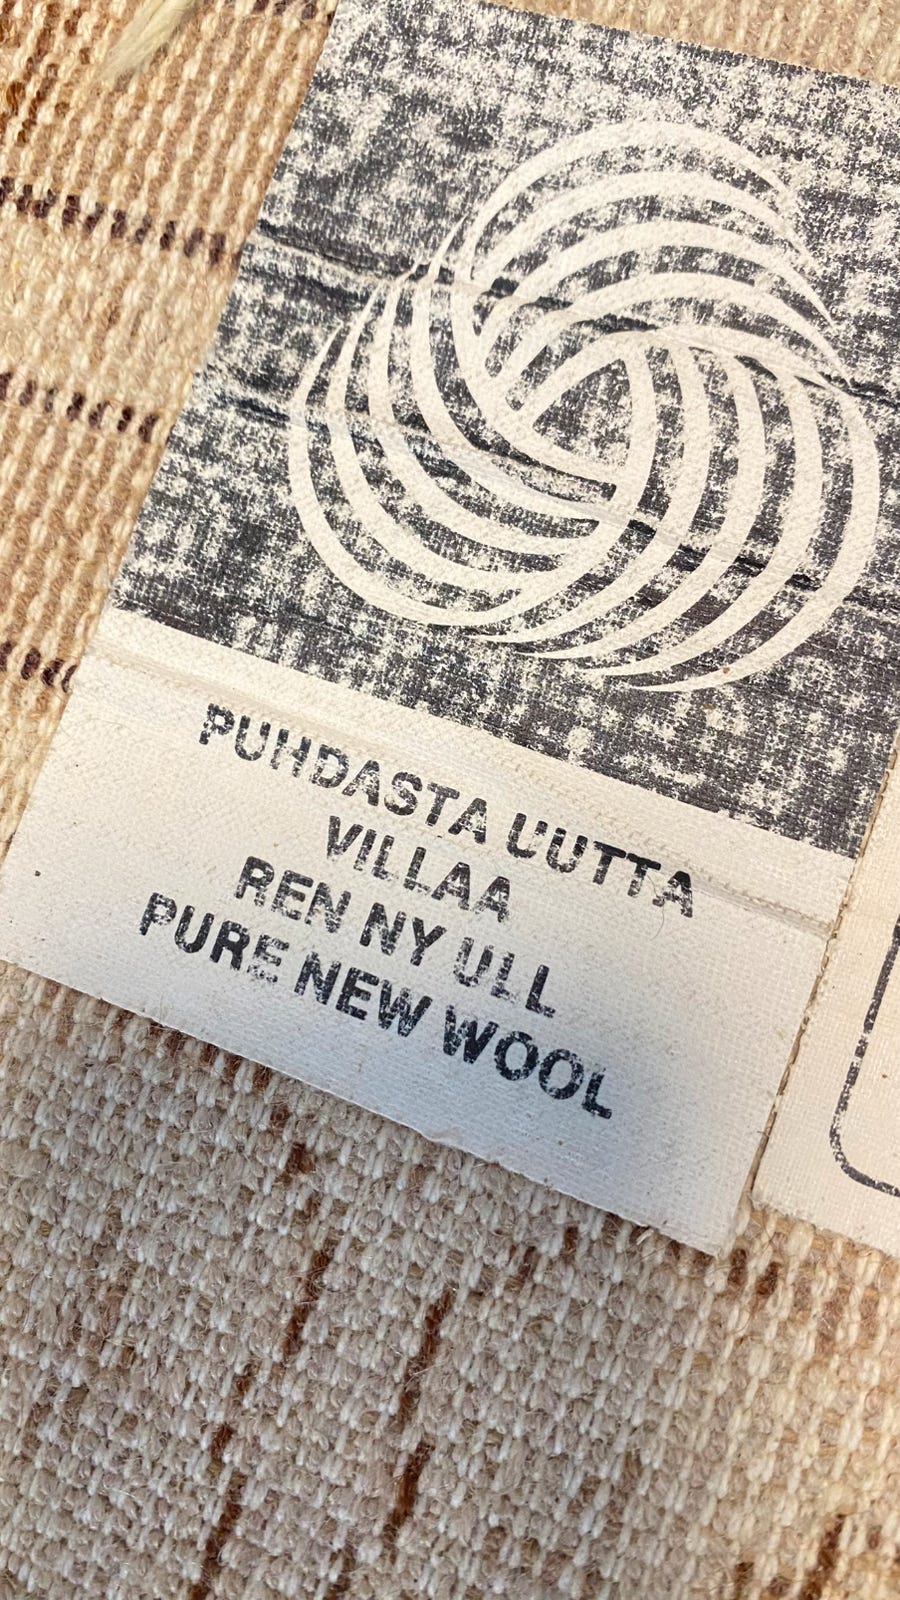 PUHDASTA UUTTA
VILLAA
REN NY ULL
PURE NEW WOOL